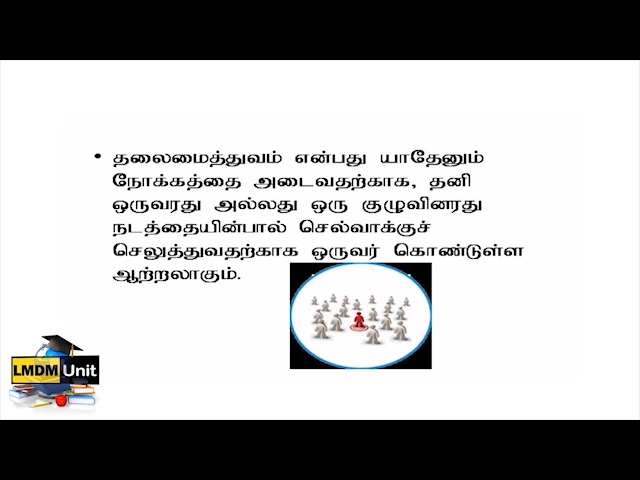 • தலைமைத்துவம் என்பது யாதேனும்
நோக்கத்தை அடைவதற்காக, தனி
ஒருவரது அல்லது ஒரு குழுவினரது
நடத்தையின்பால் செல்வாக்குச்
செலுத்துவதற்காக ஒருவர் கொண்டுள்ள
ஆற்றலாகும்.
LMDM Unit